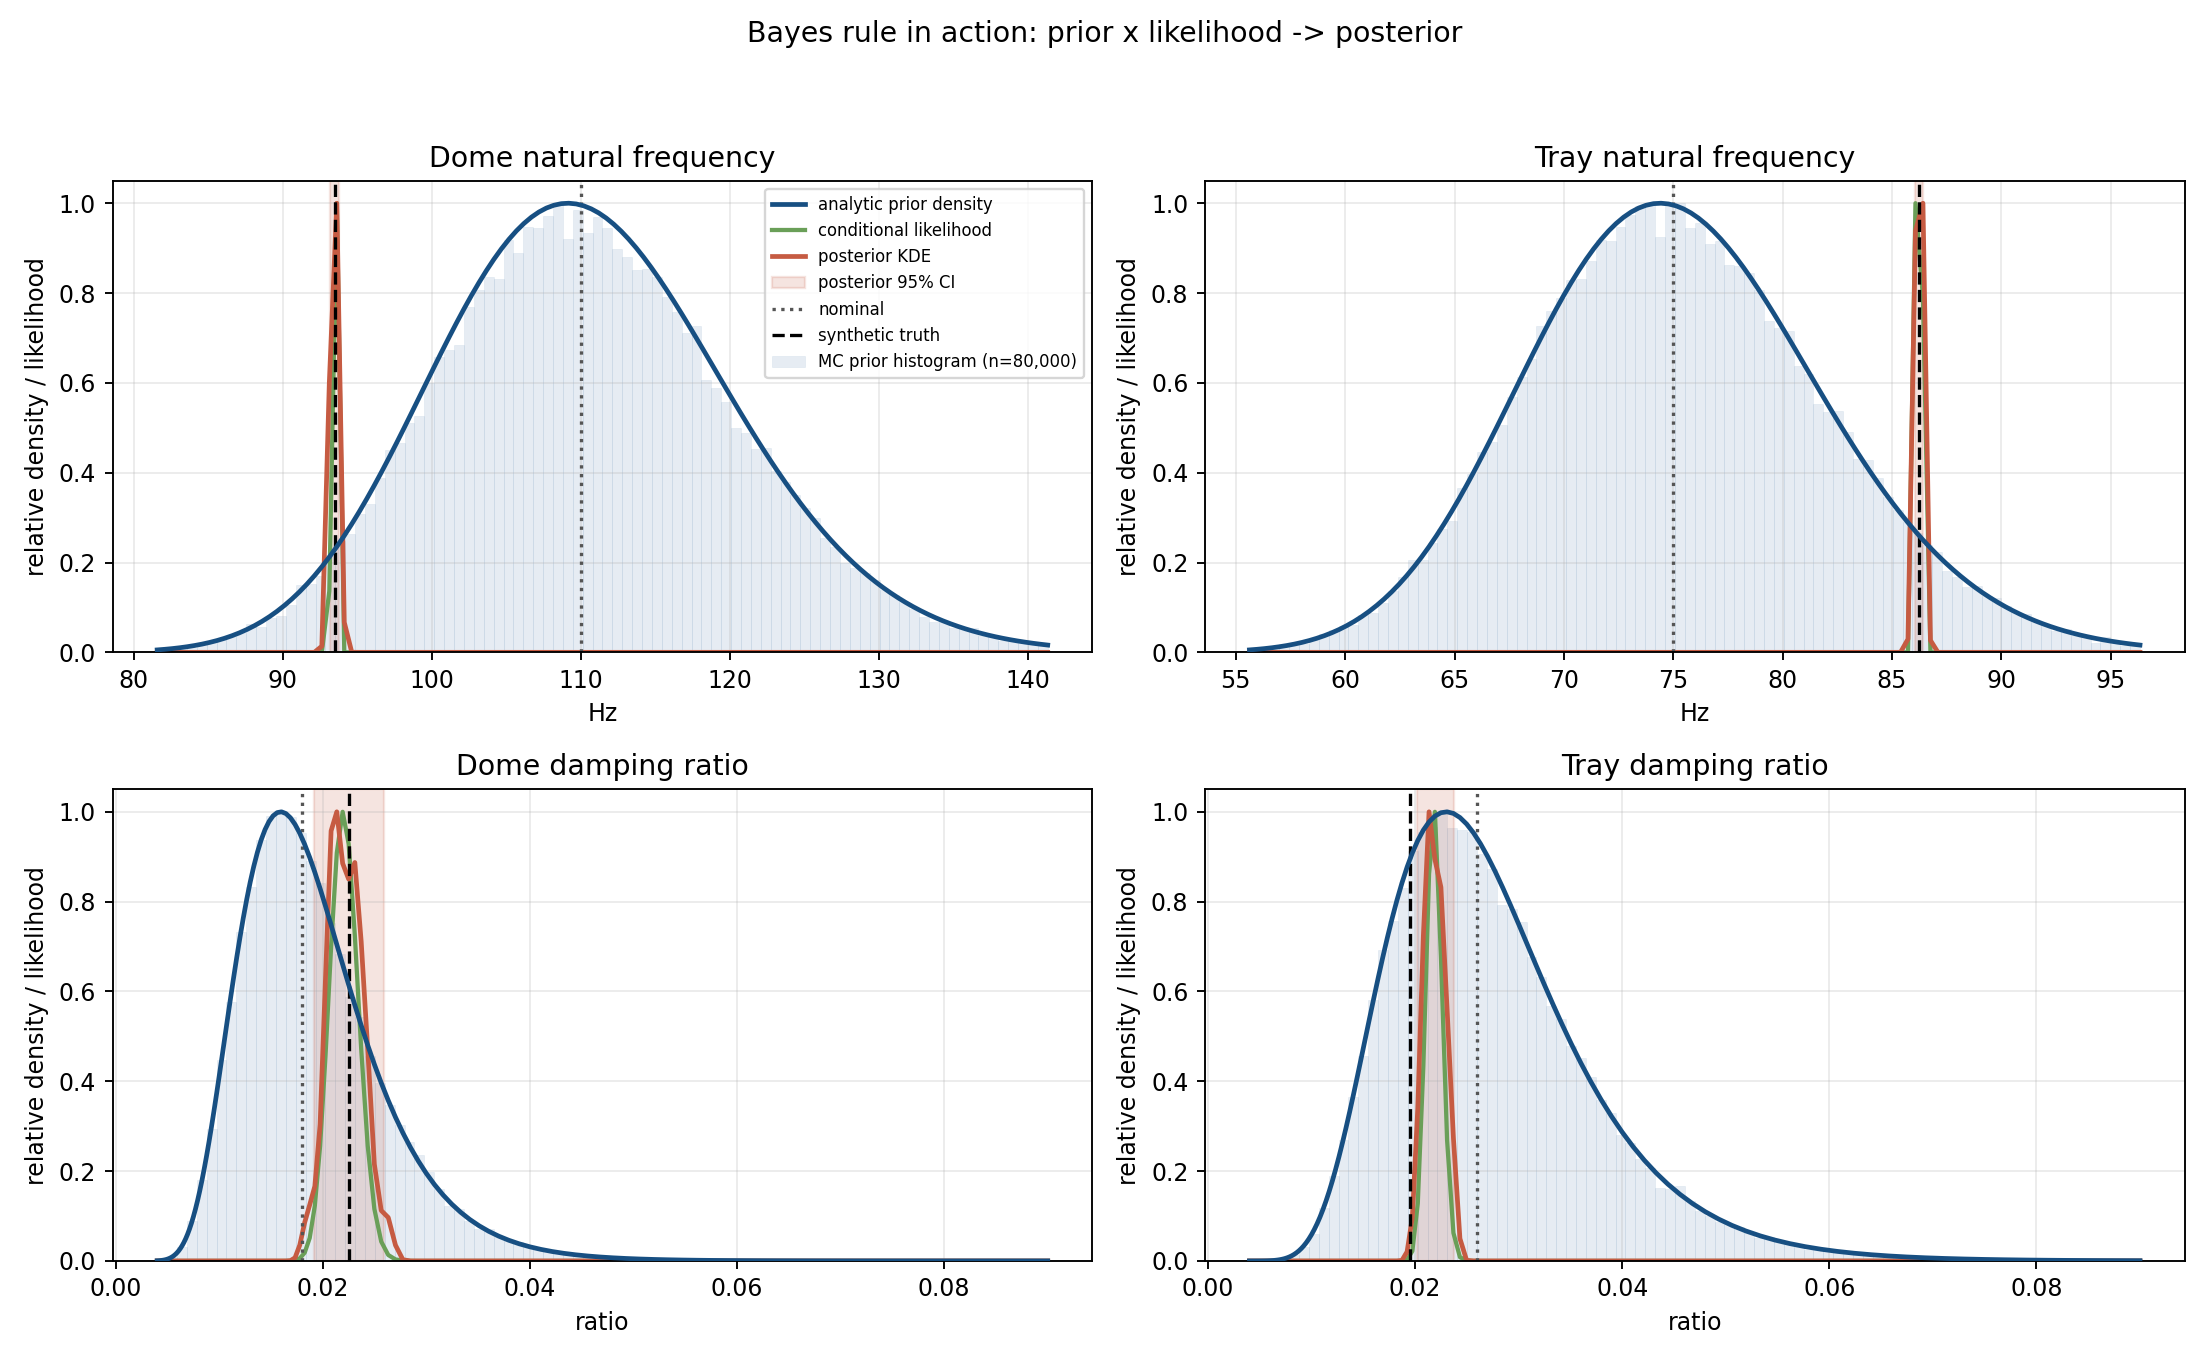 Bayes rule in action: prior x likelihood -> posterior
Dome natural frequency
relative density / likelihood
1.0
0.8
0.6
0.4
0.2
0.0
analytic prior density
conditional likelihood
posterior KDE
posterior 95% CI
nominal
synthetic truth
MC prior histogram (n=80,000)
80 90 100 110 120 130 140
Hz
Tray natural frequency
relative density / likelihood
1.0
0.8
0.6
0.4
0.2
0.0
55 60 65 70 75 80 85 90 95
Hz
Dome damping ratio
relative density / likelihood
1.0
0.8
0.6
0.4
0.2
0.0
0.00 0.02 0.04 0.06 0.08
ratio
Tray damping ratio
relative density / likelihood
1.0
0.8
0.6
0.4
0.2
0.0
0.00 0.02 0.04 0.06 0.08
ratio